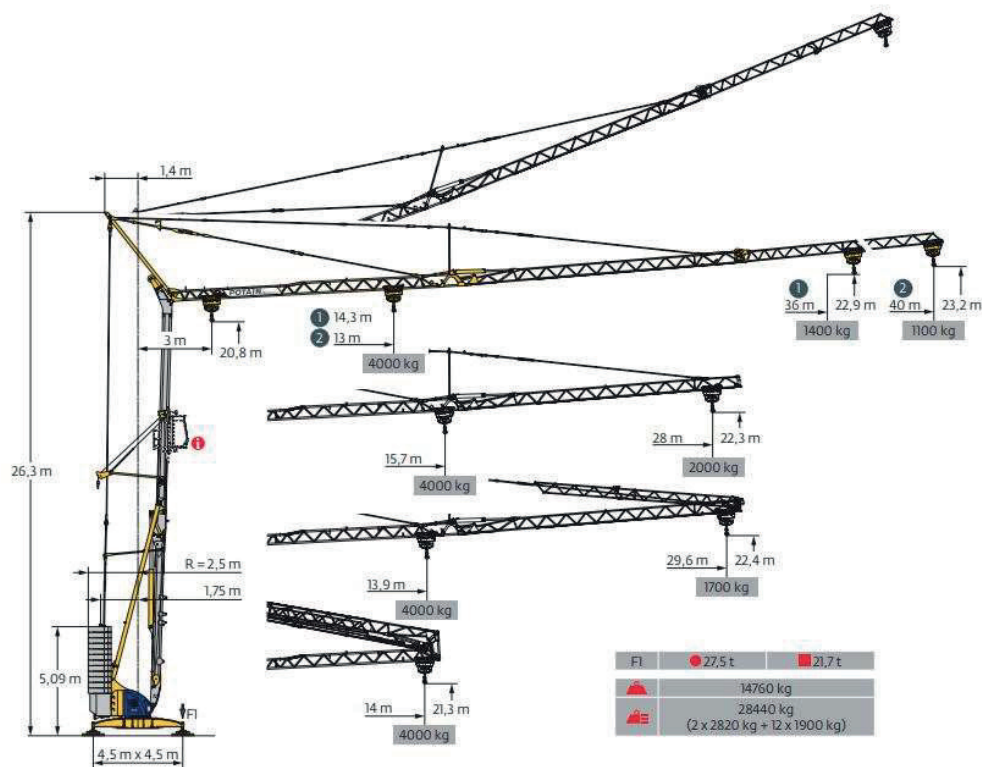 1,4 m
POTAIN
3 m
20,8 m
1 14,3 m
2 13 m
4000 kg
1
36 m
22,9 m
1400 kg
2
40 m
23,2 m
1100 kg
26,3 m
15,7 m
4000 kg
28 m
22,3 m
2000 kg
i
13,9 m
4000 kg
29,6 m
22,4 m
1700 kg
R = 2,5 m
1,75 m
5,09 m
14 m
21,3 m
4000 kg
F1
4,5 m x 4,5 m
F1 27,5 t 21,7 t
14760 kg
28440 kg
(2 x 2820 kg + 12 x 1900 kg)